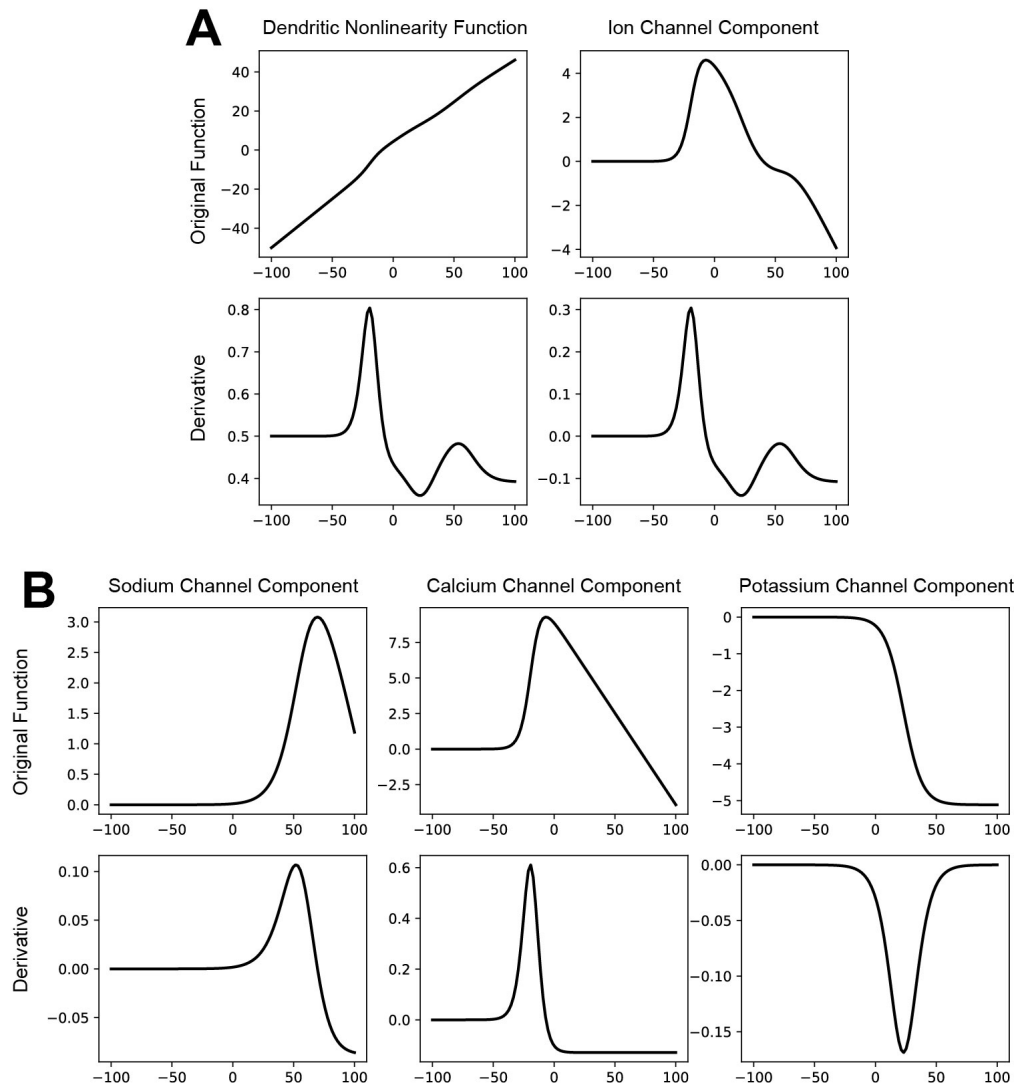 A
Dendritic Nonlinearity Function
Ion Channel Component
Original Function
40
20
0
−20
−40
−100 −50 0 50 100
4
2
0
−2
−4
−100 −50 0 50 100
Derivative
0.8
0.7
0.6
0.5
0.4
−100 −50 0 50 100
0.3
0.2
0.1
0.0
−0.1
−100 −50 0 50 100
B
Sodium Channel Component
Calcium Channel Component
Potassium Channel Component
Original Function
3.0
2.5
2.0
1.5
1.0
0.5
0.0
−100 −50 0 50 100
7.5
5.0
2.5
0.0
−2.5
−100 −50 0 50 100
0
−1
−2
−3
−4
−5
−100 −50 0 50 100
Derivative
0.10
0.05
0.00
−0.05
−100 −50 0 50 100
0.6
0.4
0.2
0.0
−100 −50 0 50 100
0.00
−0.05
−0.10
−0.15
−100 −50 0 50 100